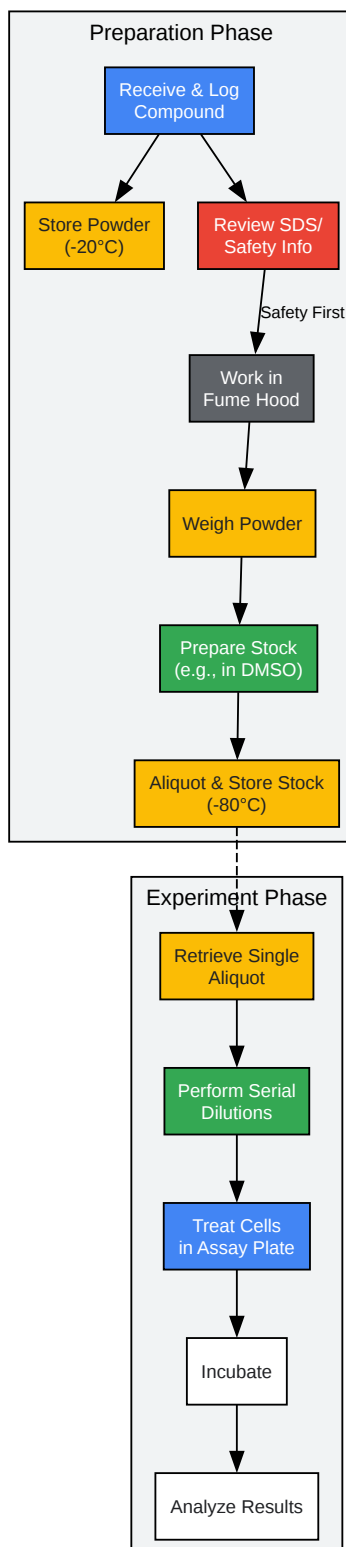 Preparation Phase
Receive & Log
Compound
Store Powder
(-20°C)
Review SDS/
Safety Info
Safety First
Work in
Fume Hood
Weigh Powder
Prepare Stock
(e.g., in DMSO)
Aliquot & Store Stock
(-80°C)
Experiment Phase
Retrieve Single
Aliquot
Perform Serial
Dilutions
Treat Cells
in Assay Plate
Incubate
Analyze Results